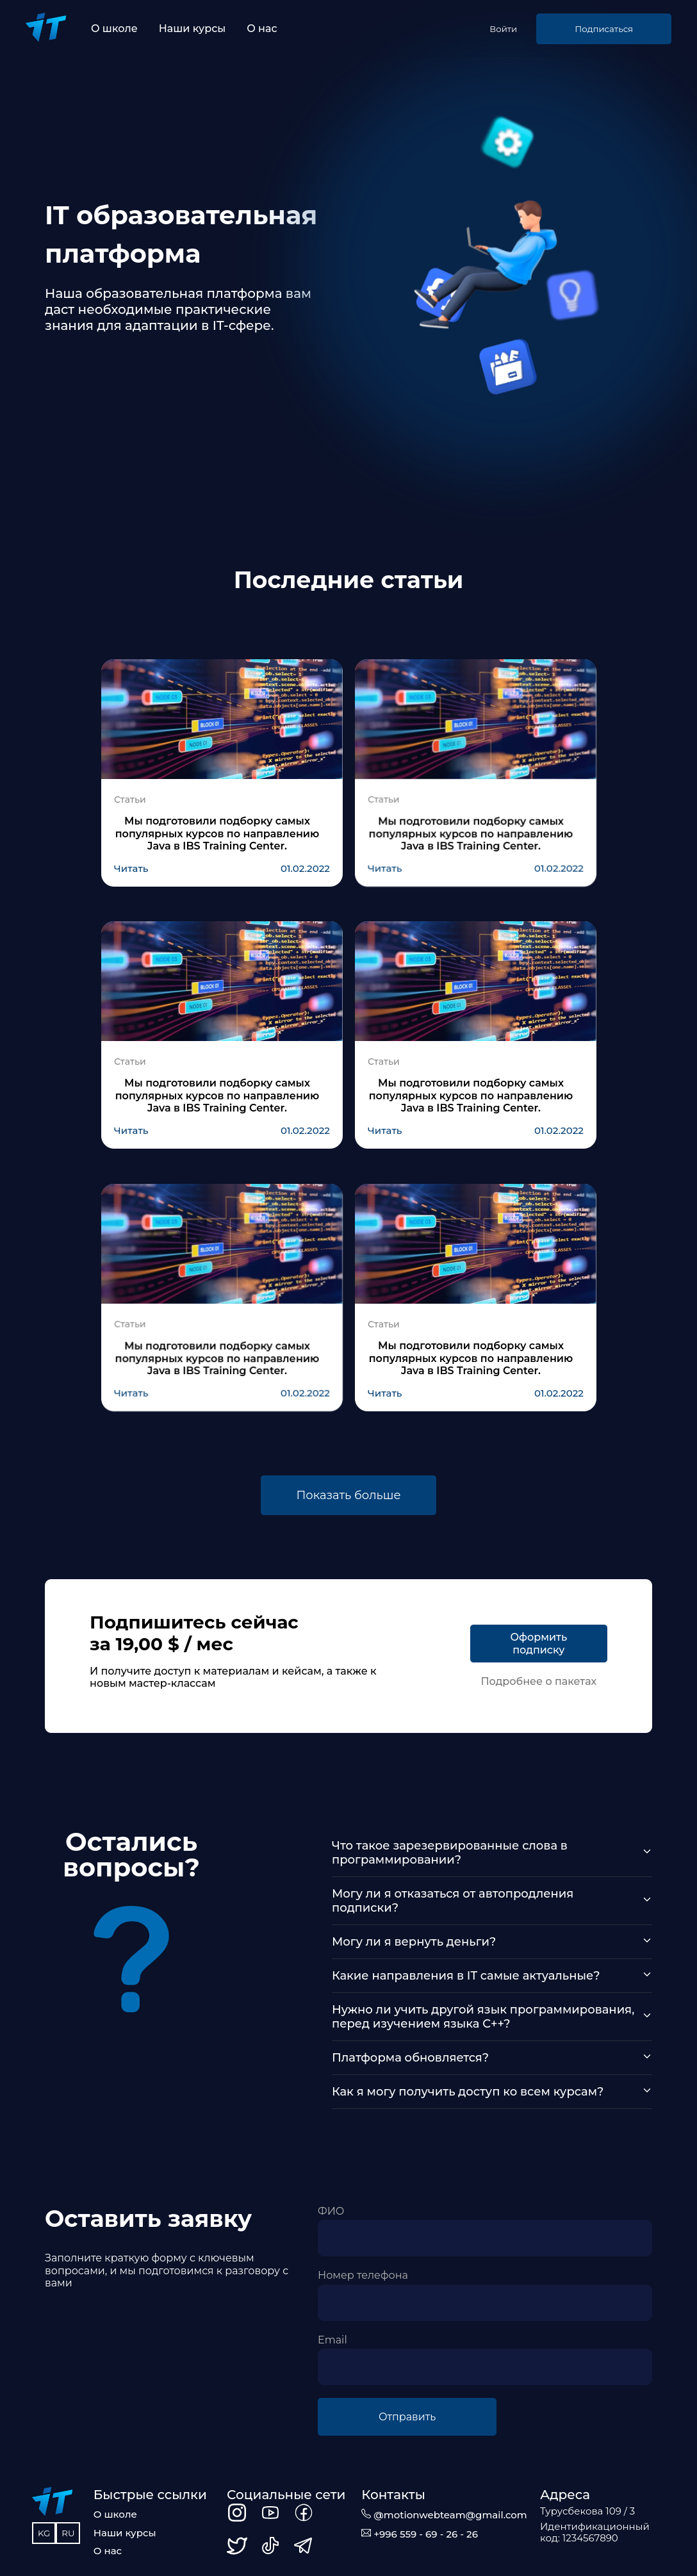 iT
О школе
Наши курсы
О нас
Войти
Подписаться
IT образовательная
платформа
Наша образовательная платформа вам
даст необходимые практические
знания для адаптации в IT-сфере.
Последние статьи
Статьи
Мы подготовили подборку самых
популярных курсов по направлению
Java в IBS Training Center.
Читать
01.02.2022
Статьи
Мы подготовили подборку самых
популярных курсов по направлению
Java в IBS Training Center.
Читать
01.02.2022
Статьи
Мы подготовили подборку самых
популярных курсов по направлению
Java в IBS Training Center.
Читать
01.02.2022
Статьи
Мы подготовили подборку самых
популярных курсов по направлению
Java в IBS Training Center.
Читать
01.02.2022
Статьи
Мы подготовили подборку самых
популярных курсов по направлению
Java в IBS Training Center.
Читать
01.02.2022
Статьи
Мы подготовили подборку самых
популярных курсов по направлению
Java в IBS Training Center.
Читать
01.02.2022
Показать больше
Подпишитесь сейчас
за 19,00 $ / мес
И получите доступ к материалам и кейсам, а также к
новым мастер-классам
Оформить
подписку
Подробнее о пакетах
Остались
вопросы?
?
Что такое зарезервированные слова в
программировании?
Могу ли я отказаться от автопродления
подписки?
Могу ли я вернуть деньги?
Какие направления в IT самые актуальные?
Нужно ли учить другой язык программирования,
перед изучением языка C++?
Платформа обновляется?
Как я могу получить доступ ко всем курсам?
Оставить заявку
Заполните краткую форму с ключевым
вопросами, и мы подготовимся к разговору с
вами
ФИО
Номер телефона
Email
Отправить
iT
KG
RU
Быстрые ссылки
О школе
Наши курсы
О нас
Социальные сети
Контакты
@motionwebteam@gmail.com
+996 559 - 69 - 26 - 26
Адреса
Турусбекова 109 / 3
Идентификационный
код: 1234567890